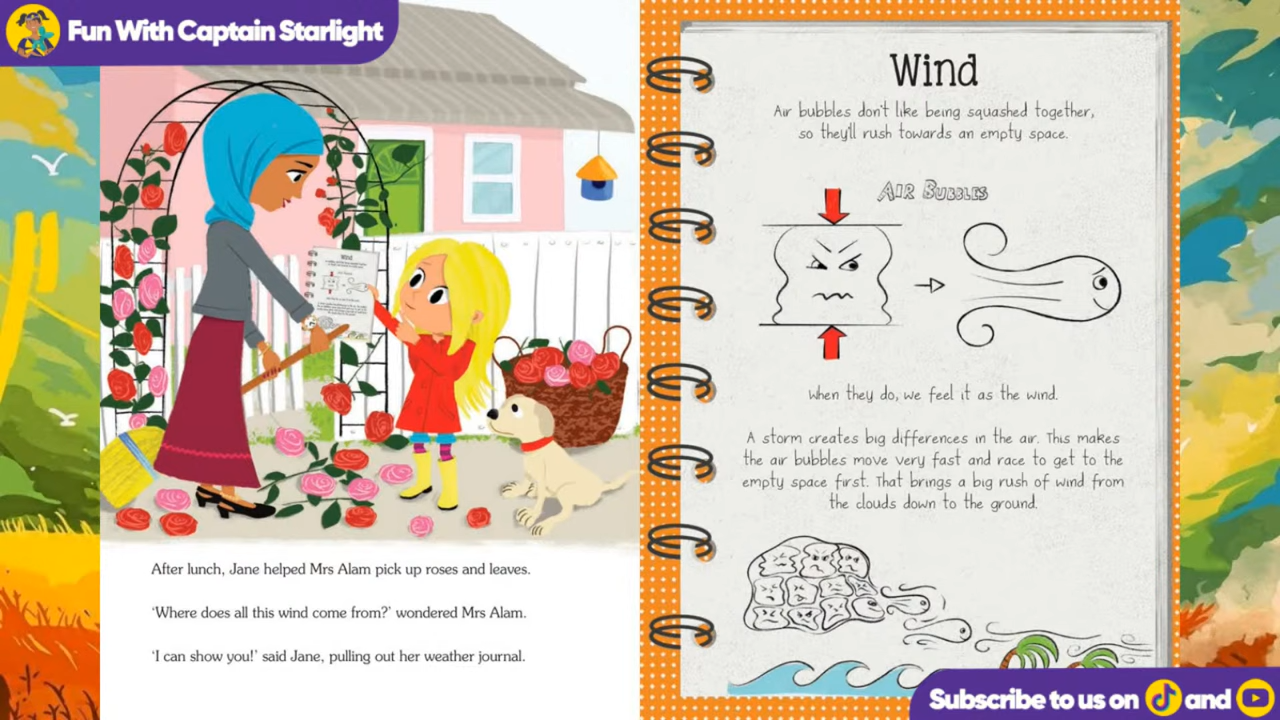 Fun With Captain Starlight
After lunch, Jane helped Mrs Alam pick up roses and leaves.
‘Where does all this wind come from?’ wondered Mrs Alam.
‘I can show you!’ said Jane, pulling out her weather journal.
Wind
Air bubbles don't like being squashed together,
so they'll rush towards an empty space.
AIR BUBBLES
When they do, we feel it as the wind.
A storm creates big differences in the air. This makes
the air bubbles move very fast and race to get to the
empty space first. That brings a big rush of wind from
the clouds down to the ground.
Subscribe to us on and
Wind